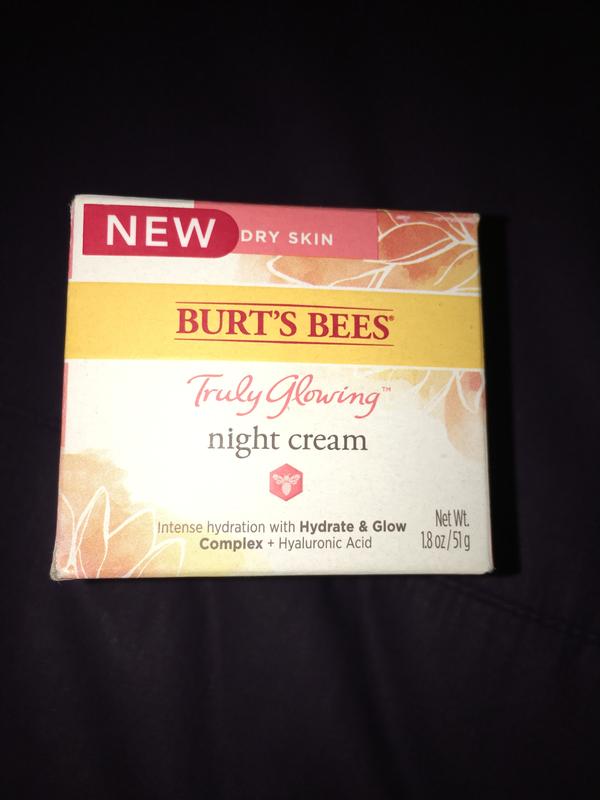 NEW DRY SKIN
BURT'S BEES®
Truly Glowing™
night cream
Intense hydration with Hydrate & Glow
Complex + Hyaluronic Acid
Net Wt.
1.8 oz / 51 g